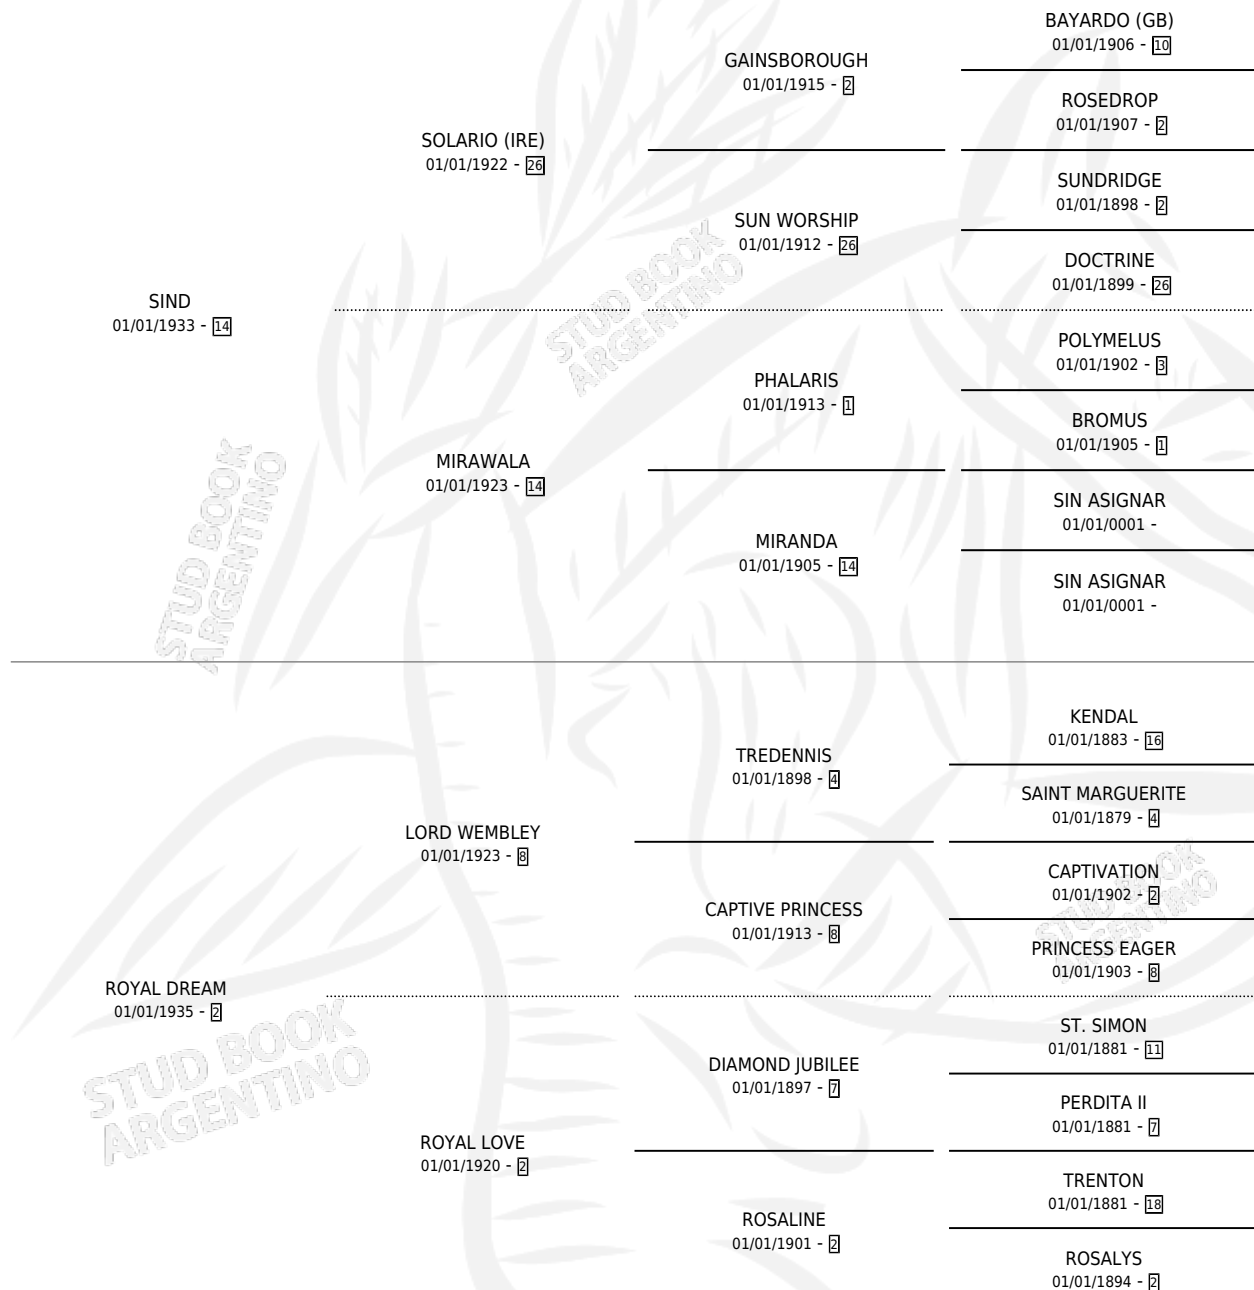 BAYARDO (GB)
01/01/1906 - 10
GAINSBOROUGH
01/01/1915 - 2
ROSEDROP
01/01/1907 - 2
SOLARIO (IRE)
01/01/1922 - 26
SUNDRIDGE
01/01/1898 - 2
SUN WORSHIP
01/01/1912 - 26
DOCTRINE
01/01/1899 - 26
SIND
01/01/1933 - 14
POLYMELUS
01/01/1902 - 3
PHALARIS
01/01/1913 - 1
BROMUS
01/01/1905 - 1
MIRAWALA
01/01/1923 - 14
SIN ASIGNAR
01/01/0001 -
MIRANDA
01/01/1905 - 14
SIN ASIGNAR
01/01/0001 -
KENDAL
01/01/1883 - 16
TREDENNIS
01/01/1898 - 4
SAINT MARGUERITE
01/01/1879 - 4
LORD WEMBLEY
01/01/1923 - 8
CAPTIVATION
01/01/1902 - 2
CAPTIVE PRINCESS
01/01/1913 - 8
PRINCESS EAGER
01/01/1903 - 8
ROYAL DREAM
01/01/1935 - 2
ST. SIMON
01/01/1881 - 11
DIAMOND JUBILEE
01/01/1897 - 7
PERDITA II
01/01/1881 - 7
ROYAL LOVE
01/01/1920 - 2
TRENTON
01/01/1881 - 18
ROSALINE
01/01/1901 - 2
ROSALYS
01/01/1894 - 2
STUD BOOK
ARGENTINO
STUD BOOK
ARGENTINO
STUD BOOK
ARGENTINO
STUD BOOK
ARGENTINO